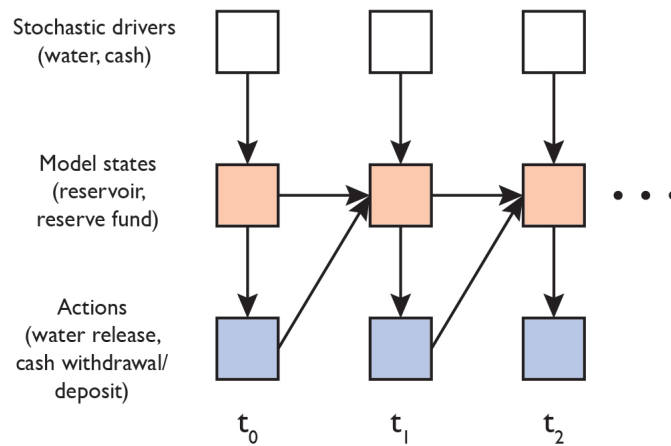 Stochastic drivers
(water, cash)
Model states
(reservoir,
reserve fund)
Actions
(water release,
cash withdrawal/
deposit)
t₀ t₁ t₂